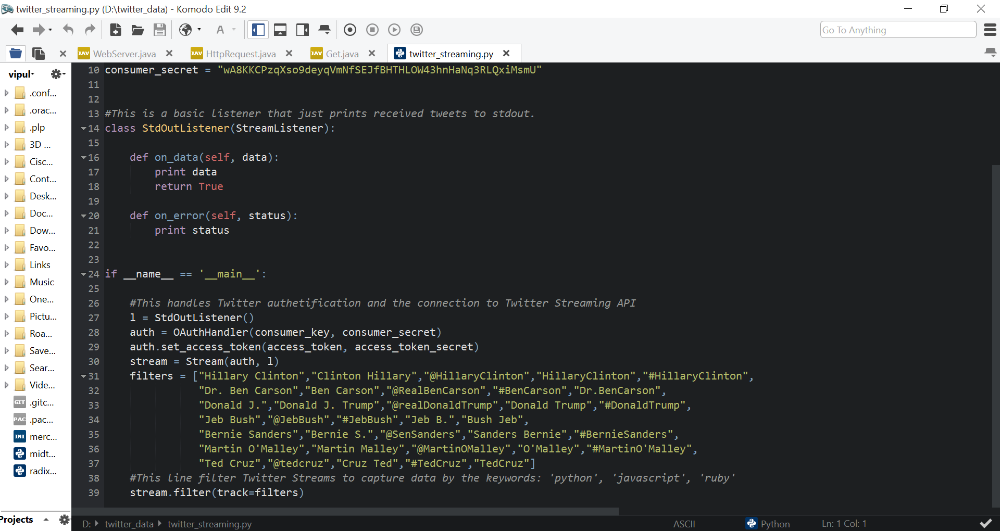 twitter_streaming.py (D:\twitter_data) - Komodo Edit 9.2
A
Go To Anything
JAV WebServer.java
JAV HttpRequest.java
JAV Get.java
twitter_streaming.py
vipul
.conf...
.orac...
.plp
3D ...
Cisc...
Cont...
Desk...
Doc...
Dow...
Favo...
Links
Music
One...
Pictu...
Roa...
Save...
Sear...
Vide...
GIT .gitc...
PAC .pac...
INI merc...
midt...
radix...
Projects
10 consumer_secret = "wA8KKCPzqXso9deyqVmNfSEJfBHTHLOW43hnHaNq3RLQxiMsmU"
11
12
13 #This is a basic listener that just prints received tweets to stdout.
14 class StdOutListener(StreamListener):
15
16     def on_data(self, data):
17         print data
18         return True
19
20     def on_error(self, status):
21         print status
22
23
24 if __name__ == '__main__':
25
26     #This handles Twitter authetification and the connection to Twitter Streaming API
27     l = StdOutListener()
28     auth = OAuthHandler(consumer_key, consumer_secret)
29     auth.set_access_token(access_token, access_token_secret)
30     stream = Stream(auth, l)
31     filters = ["Hillary Clinton","Clinton Hillary","@HillaryClinton","HillaryClinton","#HillaryClinton",
32                "Dr. Ben Carson","Ben Carson","@RealBenCarson","#BenCarson","Dr.BenCarson",
33                "Donald J.","Donald J. Trump","@realDonaldTrump","Donald Trump","#DonaldTrump",
34                "Jeb Bush","@JebBush","#JebBush","Jeb B.","Bush Jeb",
35                "Bernie Sanders","Bernie S.","@SenSanders","Sanders Bernie","#BernieSanders",
36                "Martin O'Malley","Martin Malley","@MartinOMalley","O'Malley","#MartinO'Malley",
37                "Ted Cruz","@tedcruz","Cruz Ted","#TedCruz","TedCruz"]
38     #This line filter Twitter Streams to capture data by the keywords: 'python', 'javascript', 'ruby'
39     stream.filter(track=filters)
D: twitter_data twitter_streaming.py
ASCII
Python
Ln: 1 Col: 1